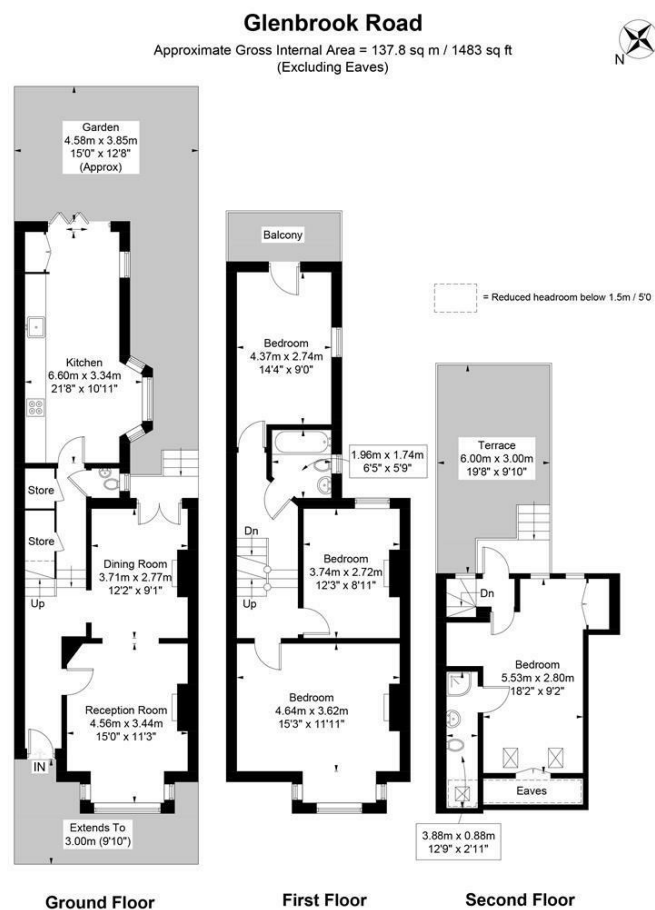 Glenbrook Road
Approximate Gross Internal Area = 137.8 sq m / 1483 sq ft
(Excluding Eaves)
N
Garden
4.58m x 3.85m
15'0" x 12'8"
(Approx)
Kitchen
6.60m x 3.34m
21'8" x 10'11"
Store
Store
Dining Room
3.71m x 2.77m
12'2" x 9'1"
Up
Reception Room
4.56m x 3.44m
15'0" x 11'3"
IN
Extends To
3.00m (9'10")
Ground Floor
Balcony
Bedroom
4.37m x 2.74m
14'4" x 9'0"
1.96m x 1.74m
6'5" x 5'9"
Dn
Bedroom
3.74m x 2.72m
12'3" x 8'11"
Up
Bedroom
4.64m x 3.62m
15'3" x 11'11"
First Floor
= Reduced headroom below 1.5m / 5'0
Terrace
6.00m x 3.00m
19'8" x 9'10"
Dn
Bedroom
5.53m x 2.80m
18'2" x 9'2"
Eaves
3.88m x 0.88m
12'9" x 2'11"
Second Floor